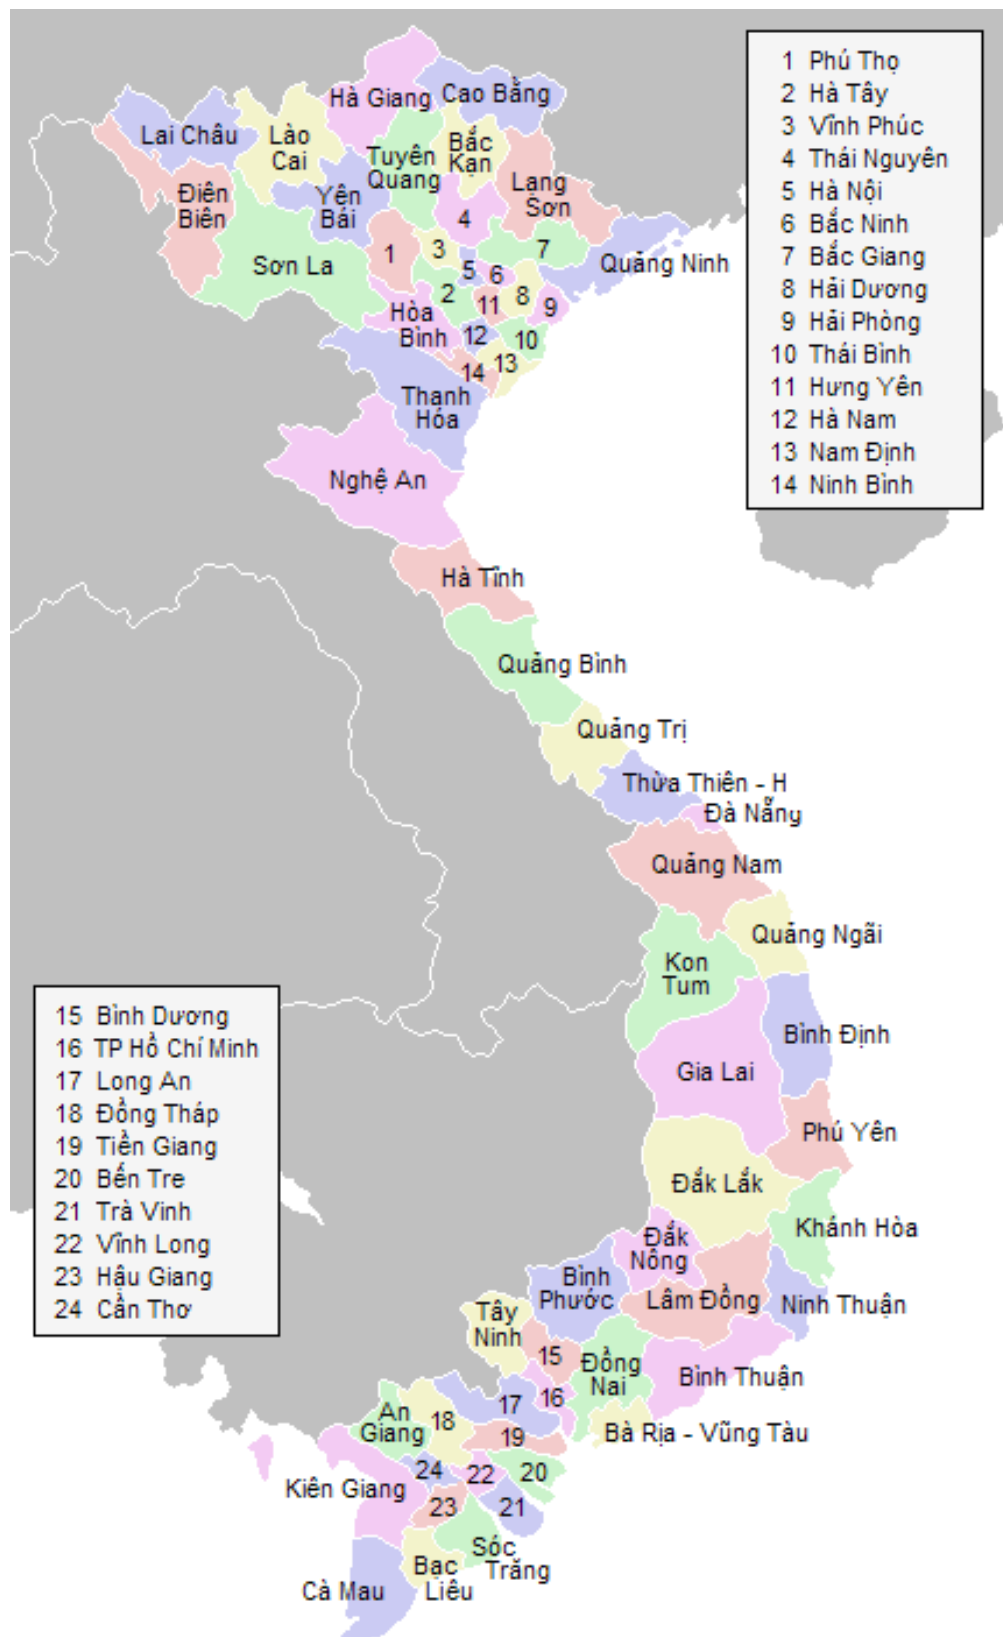 Hà Giang
Cao Bằng
Lai Châu
Lào
Cai
Bắc
Kạn
Tuyên
Quang
Điên
Biên
Yên
Bái
Lạng
Sơn
4
Sơn La
1
3
7
5
6
Quảng Ninh
2
11
8
9
Hòa
Bình
12
10
13
14
Thanh
Hóa
Nghệ An
Hà Tĩnh
Quảng Bình
Quảng Trị
Thừa Thiên - H
Đà Nẵng
Quảng Nam
Quảng Ngãi
Kon
Tum
Bình Định
Gia Lai
Phú Yên
Đắk Lắk
Khánh Hòa
Đắk
Nông
Bình
Phước
Lâm Đồng
Ninh Thuận
Tây
Ninh
15
Đồng
Nai
Bình Thuận
16
17
An
Giang
18
19
Bà Rịa - Vũng Tàu
24
22
20
Kiên Giang
23
21
Sóc
Trăng
Bạc
Liêu
Cà Mau
1 Phú Thọ
2 Hà Tây
3 Vĩnh Phúc
4 Thái Nguyên
5 Hà Nội
6 Bắc Ninh
7 Bắc Giang
8 Hải Dương
9 Hải Phòng
10 Thái Bình
11 Hưng Yên
12 Hà Nam
13 Nam Định
14 Ninh Bình
15 Bình Dương
16 TP Hồ Chí Minh
17 Long An
18 Đồng Tháp
19 Tiền Giang
20 Bến Tre
21 Trà Vinh
22 Vĩnh Long
23 Hậu Giang
24 Cần Thơ